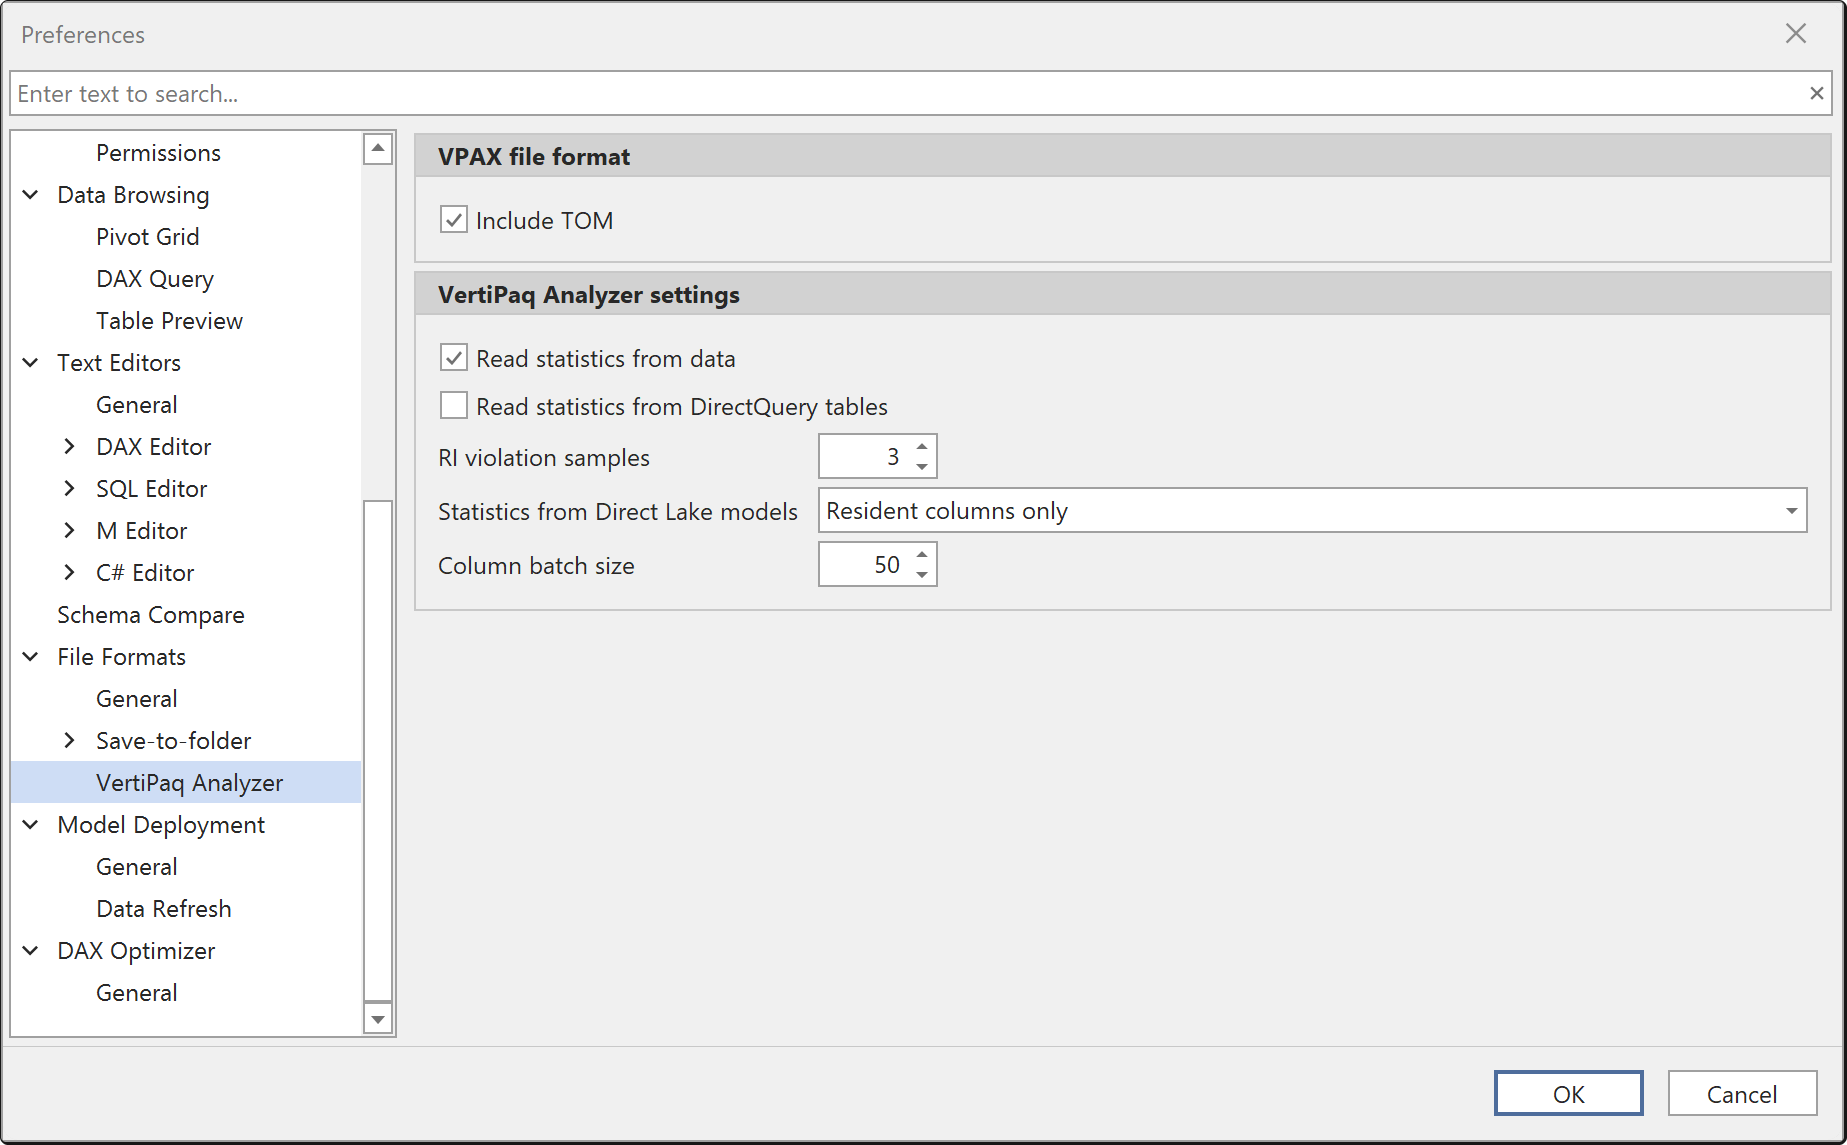 Preferences
Enter text to search...
Permissions
Data Browsing
Pivot Grid
DAX Query
Table Preview
Text Editors
General
DAX Editor
SQL Editor
M Editor
C# Editor
Schema Compare
File Formats
General
Save-to-folder
VertiPaq Analyzer
Model Deployment
General
Data Refresh
DAX Optimizer
General
VPAX file format
Include TOM
VertiPaq Analyzer settings
Read statistics from data
Read statistics from DirectQuery tables
RI violation samples 3
Statistics from Direct Lake models Resident columns only
Column batch size 50
OK Cancel